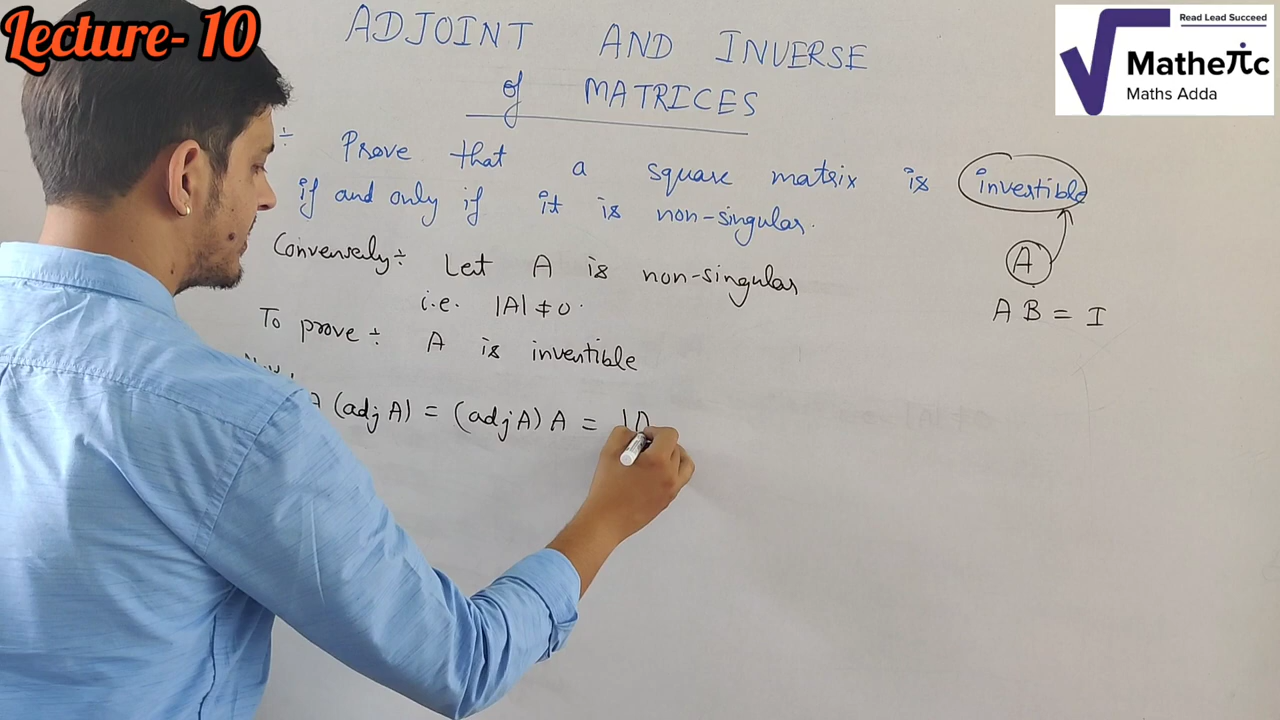 Lecture- 10
Read Lead Succeed
Matheπc
Maths Adda
ADJOINT AND INVERSE
of MATRICES
÷ Prove that a square matrix is invertible
if and only if it is non-singular.
Conversely÷ Let A is non-singular
i.e. |A| ≠ 0.
To prove ÷ A is invertible
A (adj A) = (adj A) A =
A
A B = I